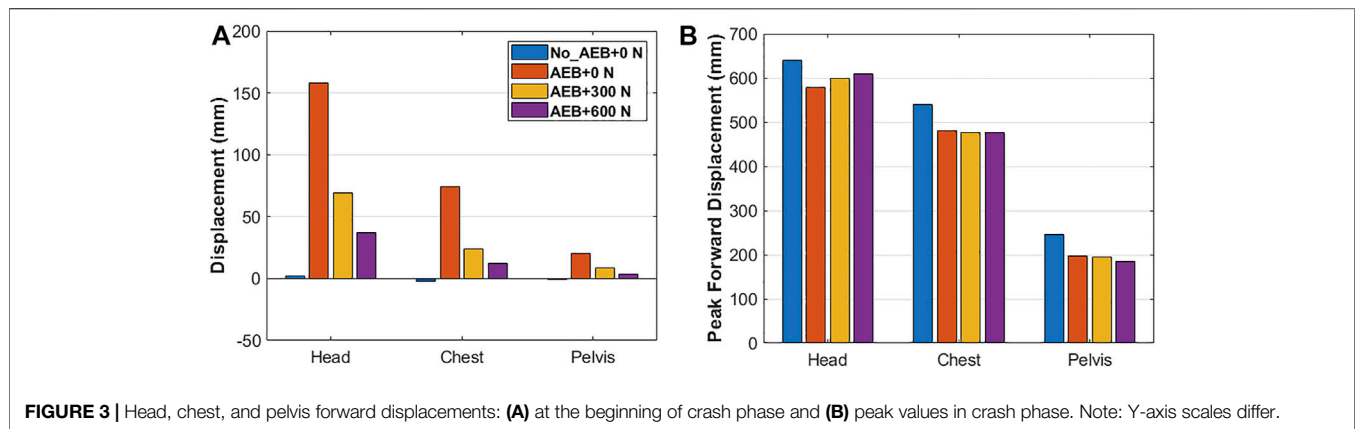 A
200
150
100
50
0
-50
Displacement (mm)
No_AEB+0 N
AEB+0 N
AEB+300 N
AEB+600 N
Head Chest Pelvis
B
700
600
500
400
300
200
100
0
Peak Forward Displacement (mm)
Head Chest Pelvis
FIGURE 3 | Head, chest, and pelvis forward displacements: (A) at the beginning of crash phase and (B) peak values in crash phase. Note: Y-axis scales differ.